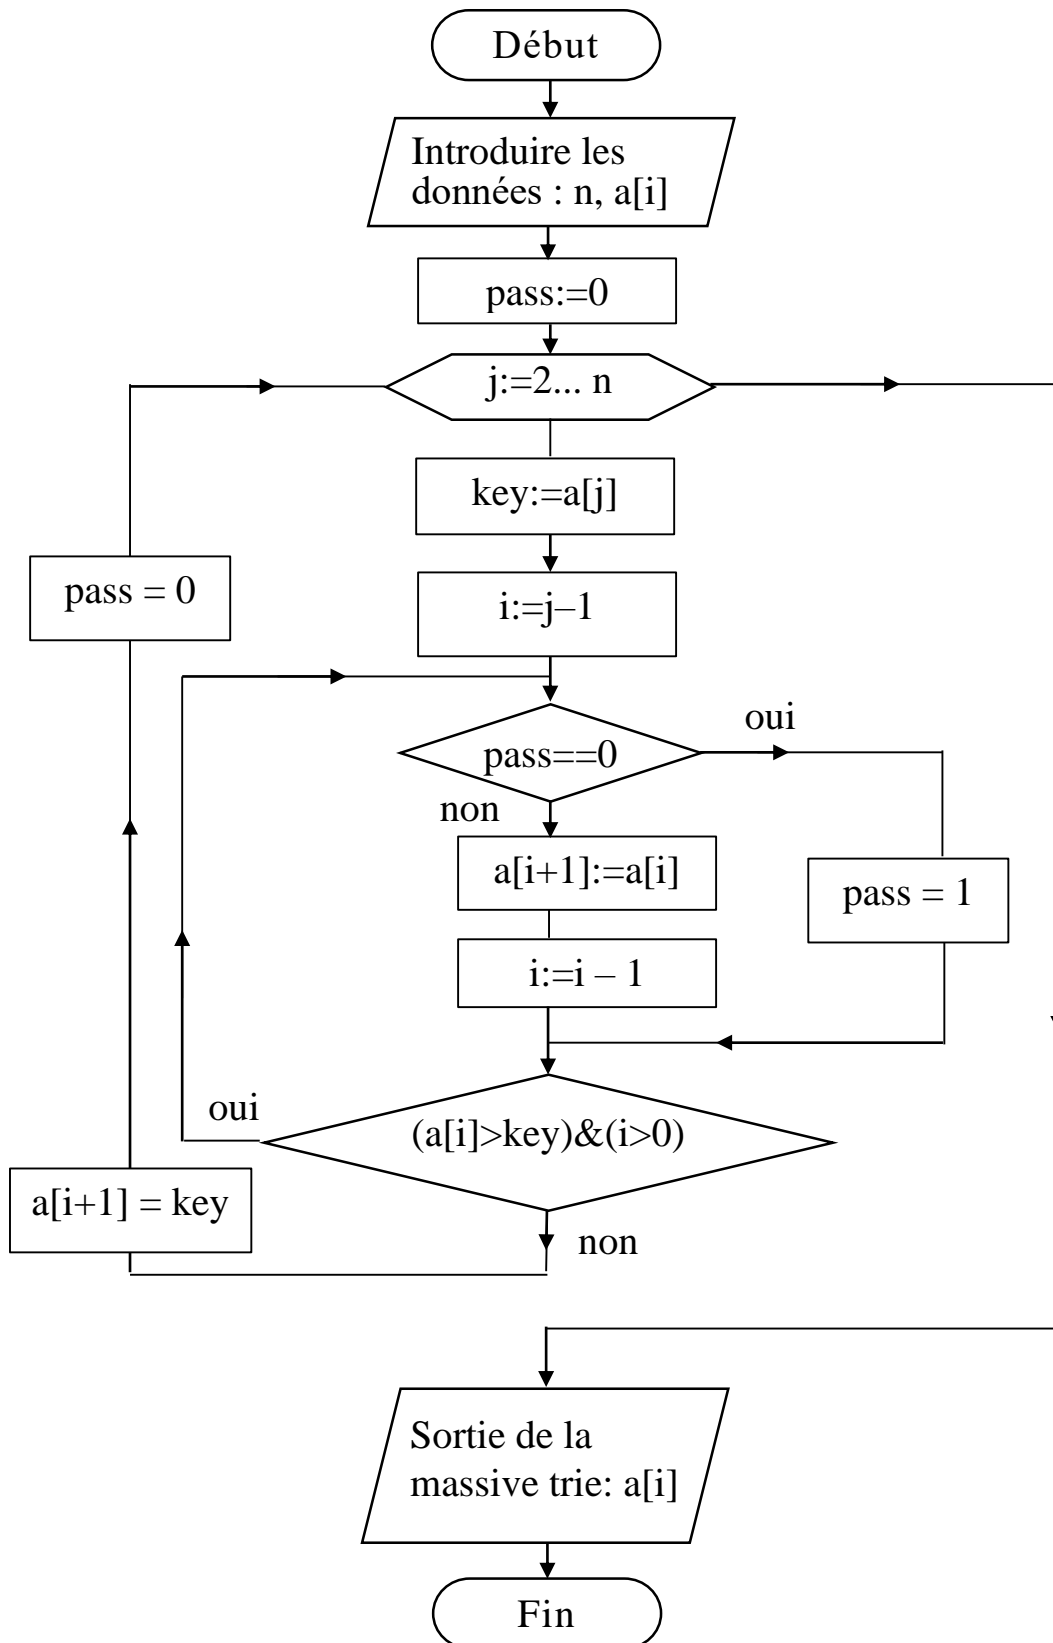 Début
Introduire les
données : n, a[i]
pass:=0
j:=2... n
key:=a[j]
pass = 0
i:=j–1
oui
pass==0
non
a[i+1]:=a[i]
pass = 1
i:=i – 1
oui
(a[i]>key)&(i>0)
a[i+1] = key
non
Sortie de la
massive trie: a[i]
Fin